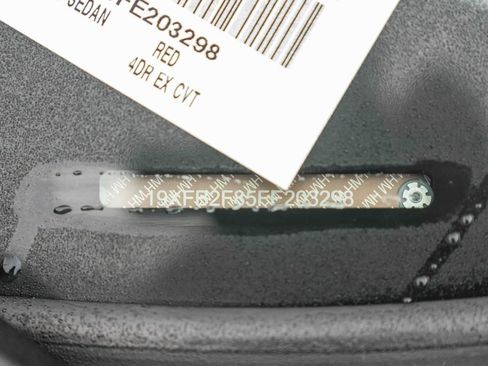 FE203298
SEDAN
RED
4DR EX CVT
19XFB2F85FE203298